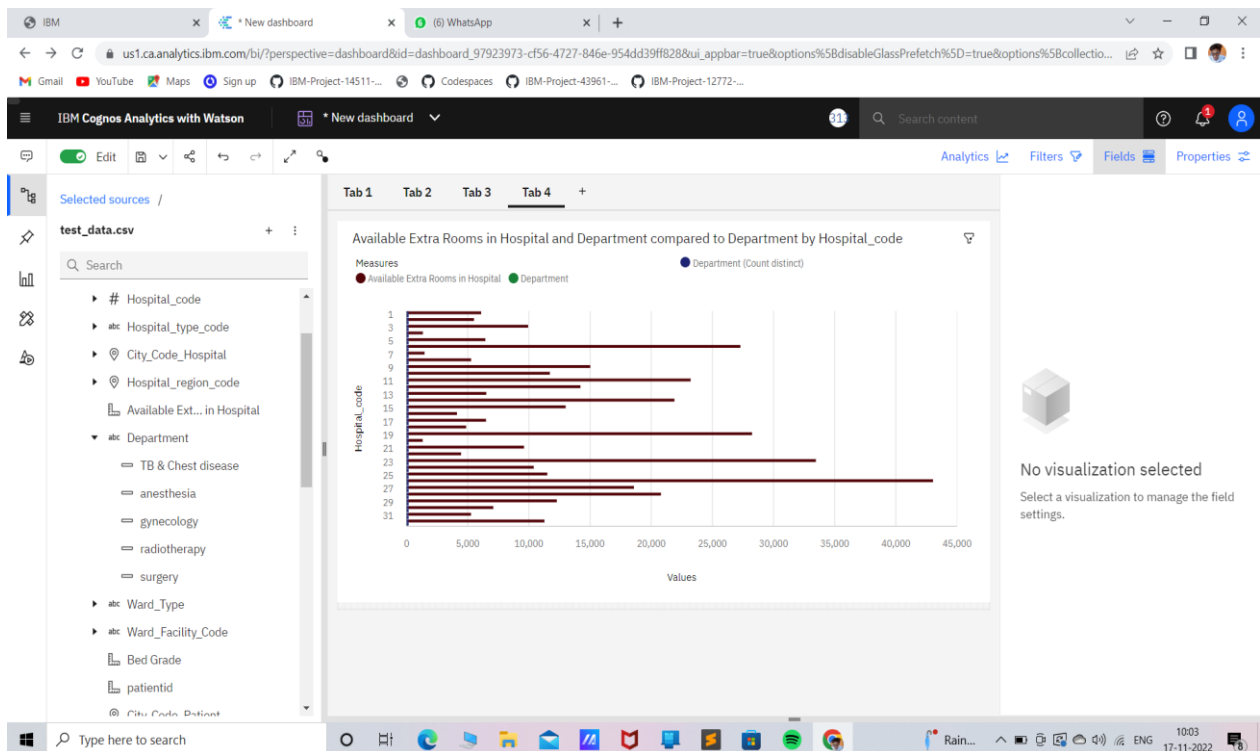 IBM
* New dashboard
(6) WhatsApp
us1.ca.analytics.ibm.com/bi/?perspective=dashboard&id=dashboard_97923973-cf56-4727-846e-954dd39ff828&ui_appbar=true&options%5BdisableGlassPrefetch%5D=true&options%5Bcollectio...
Gmail YouTube Maps Sign up IBM-Project-14511-... Codespaces IBM-Project-43961-... IBM-Project-12772-...
IBM Cognos Analytics with Watson * New dashboard Search content 1
Edit Analytics Filters Fields Properties
Selected sources /
test_data.csv
Search
# Hospital_code
abc Hospital_type_code
City_Code_Hospital
Hospital_region_code
Available Ext... in Hospital
abc Department
TB & Chest disease
anesthesia
gynecology
radiotherapy
surgery
abc Ward_Type
abc Ward_Facility_Code
Bed Grade
patientid
City_Code_Patient
Tab 1 Tab 2 Tab 3 Tab 4 +
Available Extra Rooms in Hospital and Department compared to Department by Hospital_code
Measures
Available Extra Rooms in Hospital Department
Department (Count distinct)
Hospital_code
1
3
5
7
9
11
13
15
17
19
21
23
25
27
29
31
0 5,000 10,000 15,000 20,000 25,000 30,000 35,000 40,000 45,000
Values
No visualization selected
Select a visualization to manage the field
settings.
Type here to search
Rain... ENG
10:03
17-11-2022